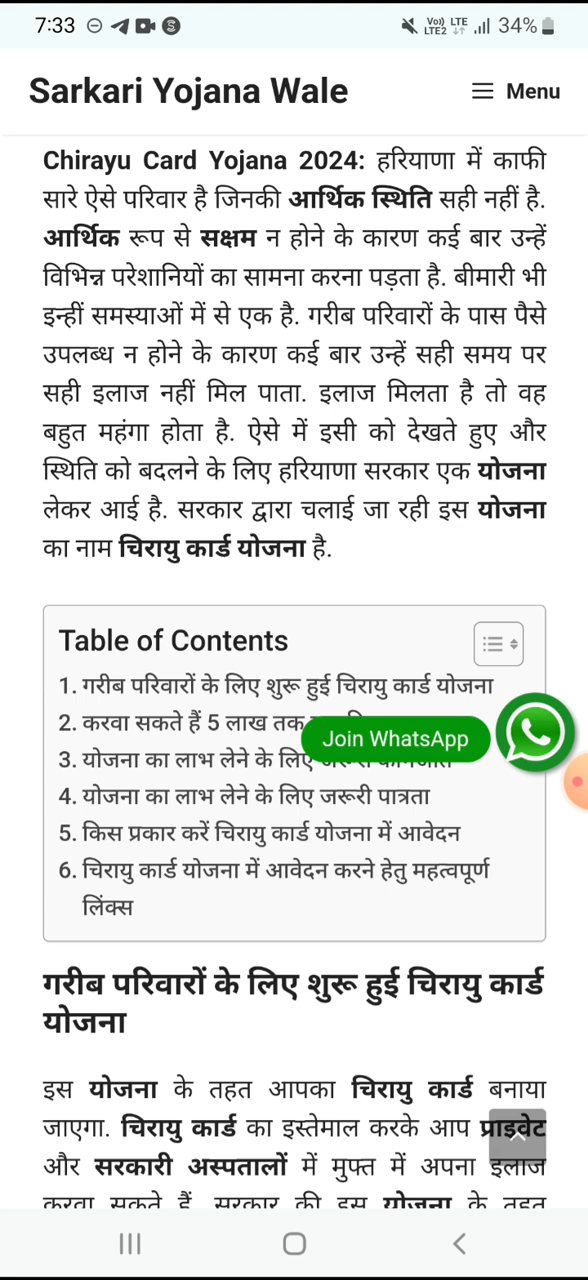 7:33
Vo) LTE
LTE2
34%
Sarkari Yojana Wale
Menu
Chirayu Card Yojana 2024: हरियाणा में काफी
सारे ऐसे परिवार है जिनकी आर्थिक स्थिति सही नहीं है.
आर्थिक रूप से सक्षम न होने के कारण कई बार उन्हें
विभिन्न परेशानियों का सामना करना पड़ता है. बीमारी भी
इन्हीं समस्याओं में से एक है. गरीब परिवारों के पास पैसे
उपलब्ध न होने के कारण कई बार उन्हें सही समय पर
सही इलाज नहीं मिल पाता. इलाज मिलता है तो वह
बहुत महंगा होता है. ऐसे में इसी को देखते हुए और
स्थिति को बदलने के लिए हरियाणा सरकार एक योजना
लेकर आई है. सरकार द्वारा चलाई जा रही इस योजना
का नाम चिरायु कार्ड योजना है.
Table of Contents
1. गरीब परिवारों के लिए शुरू हुई चिरायु कार्ड योजना
2. करवा सकते हैं 5 लाख तक
Join WhatsApp
3. योजना का लाभ लेने के लिए
4. योजना का लाभ लेने के लिए जरूरी पात्रता
5. किस प्रकार करें चिरायु कार्ड योजना में आवेदन
6. चिरायु कार्ड योजना में आवेदन करने हेतु महत्वपूर्ण
लिंक्स
गरीब परिवारों के लिए शुरू हुई चिरायु कार्ड
योजना
इस योजना के तहत आपका चिरायु कार्ड बनाया
जाएगा. चिरायु कार्ड का इस्तेमाल करके आप प्राइवेट
और सरकारी अस्पतालों में मुफ्त में अपना इलाज
करवा सकते हैं. सरकार की इस योजना के तहत